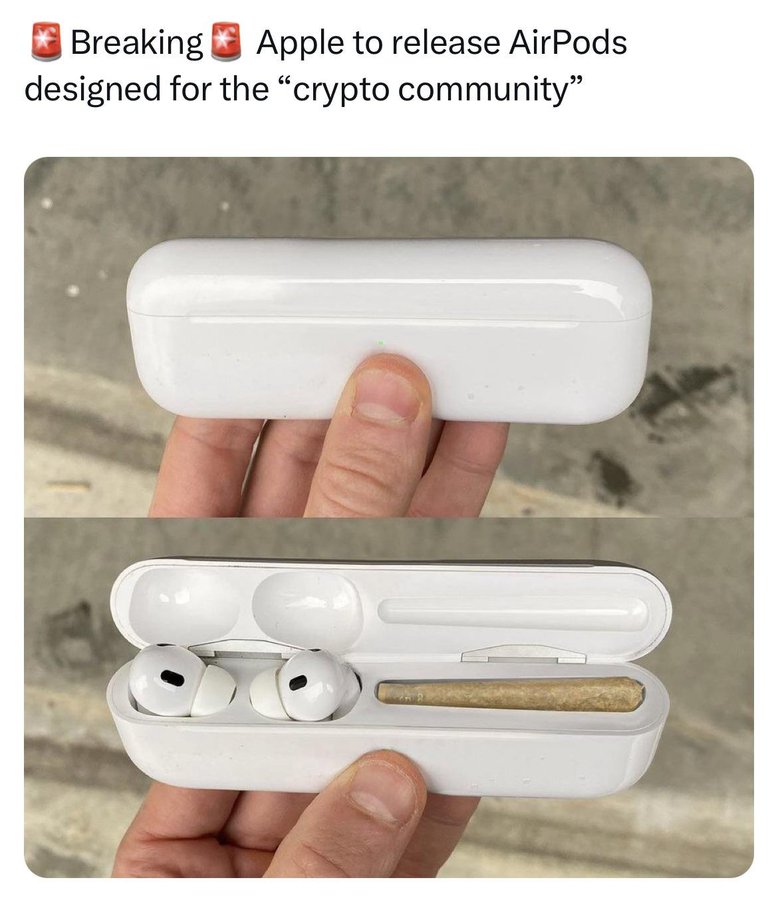 🚨Breaking🚨 Apple to release AirPods
designed for the “crypto community”